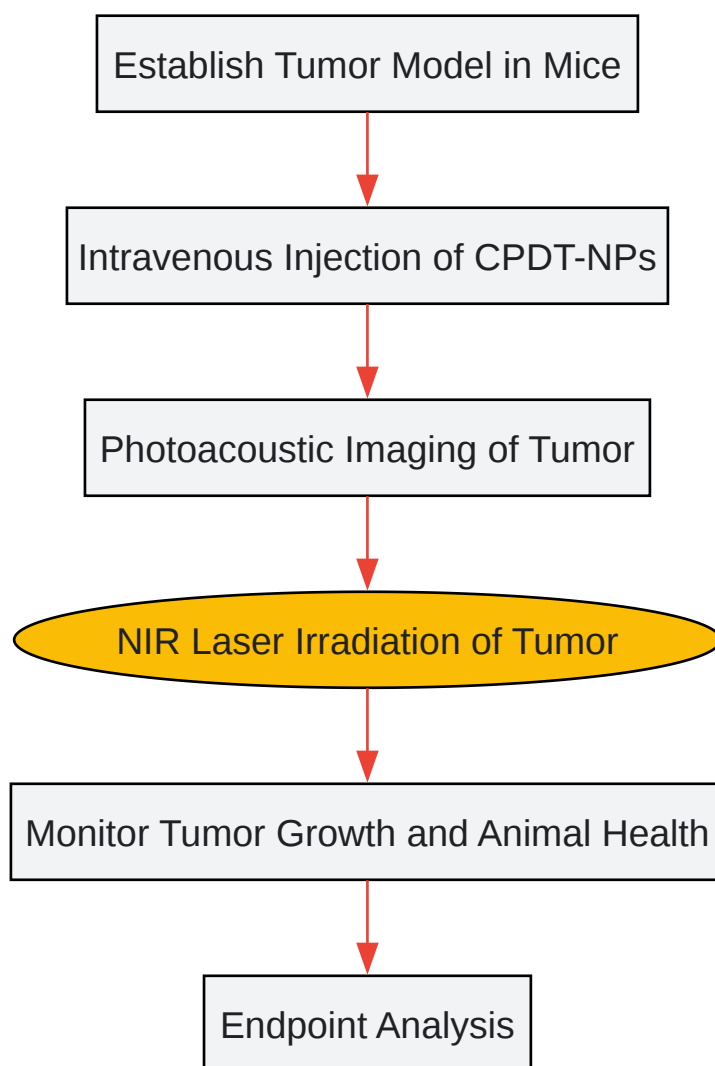 Establish Tumor Model in Mice
Intravenous Injection of CPDT-NPs
Photoacoustic Imaging of Tumor
NIR Laser Irradiation of Tumor
Monitor Tumor Growth and Animal Health
Endpoint Analysis